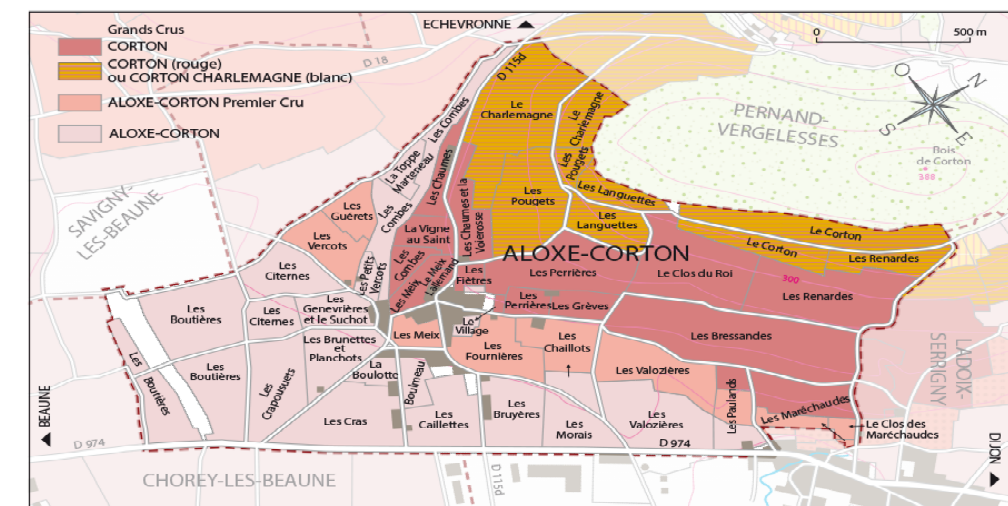 ECHEVRONNE
Grands Crus
CORTON
CORTON (rouge)
ou CORTON CHARLEMAGNE (blanc)
ALOXE-CORTON Premier Cru
ALOXE-CORTON
D 18
D 115d
0 500 m
N
O
S
E
PERNAND-
VERGELESSES
Bois
de Corton
388
SAVIGNY-
LES-BEAUNE
Les Combes
Le
Charlemagne
Le
Charlemagne
Les
Pougets
La Toppe
Marteneau
Les Chaumes
Les
Combes
Les
Guérets
Les
Vercots
La Vigne
au Saint
Les Chaumes et la
Voierosse
Les
Pougets
Les Languettes
Les
Languettes
Le Corton
Le Corton
Les Renardes
ALOXE-CORTON
Les
Citernes
Les Petits
Vercots
Les
Combes
Les Meix
Le Meix
Lallemand
Les
Fiètres
Les Perrières
Le Clos du Roi
300
Les Renardes
Les
Boutières
Les
Citernes
Les
Genevrières
et le Suchot
Les
Perrières
Les Grèves
Le
Village
Les Meix
Les
Fournières
Les
Chaillots
Les Bressandes
Les Valozières
Les
Boutières
Les
Boutières
Les
Crapousuets
Les Brunettes
et
Planchots
La
Boulotte
Boulmeau
Les Cras
Les
Caillettes
Les
Bruyères
Les
Morais
Les
Valozières
Les Paulands
Les Maréchaudes
Le Clos des
Maréchaudes
LADOIX-
SERRIGNY
BEAUNE
D 974
D 974
D115d
DIJON
CHOREY-LES-BEAUNE